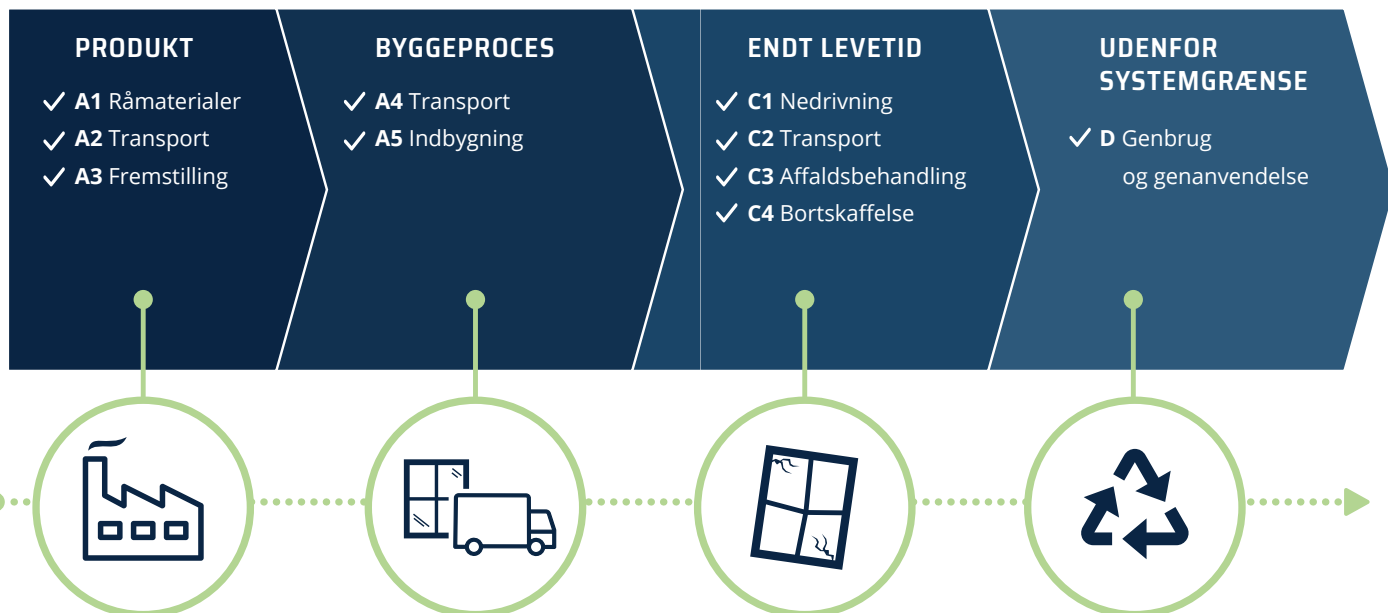 PRODUKT
A1 Råmaterialer
A2 Transport
A3 Fremstilling
BYGGEPROCES
A4 Transport
A5 Indbygning
ENDT LEVETID
C1 Nedrivning
C2 Transport
C3 Affaldsbehandling
C4 Bortskaffelse
UDENFOR
SYSTEMGRÆNSE
D Genbrug
og genanvendelse